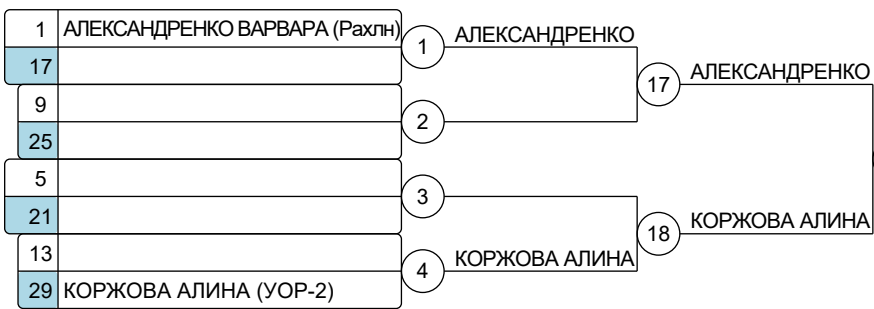 1 АЛЕКСАНДРЕНКО ВАРВАРА (Рахлн)
17
9
25
5
21
13
29 КОРЖОВА АЛИНА (УОР-2)
1 АЛЕКСАНДРЕНКО
2
3
4 КОРЖОВА АЛИНА
17 АЛЕКСАНДРЕНКО
18 КОРЖОВА АЛИНА